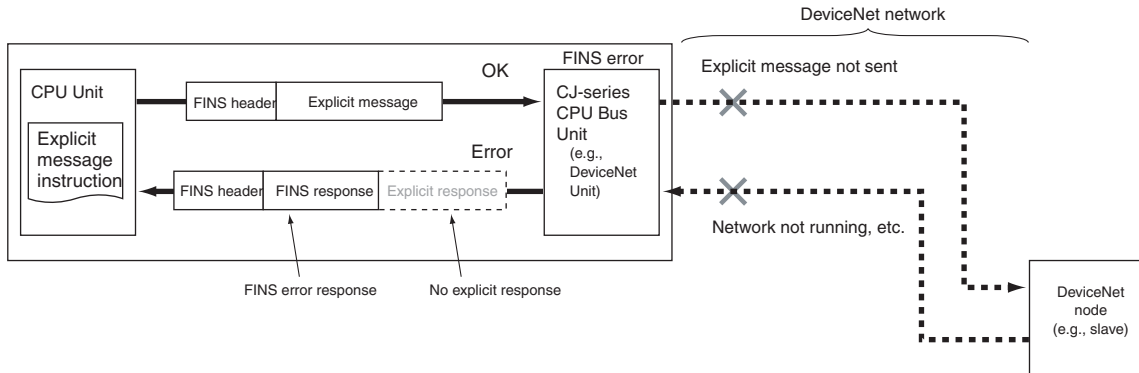 DeviceNet network
FINS error
OK
Explicit message not sent
CPU Unit
FINS header
Explicit message
CJ-series
CPU Bus
Unit
(e.g.,
DeviceNet
Unit)
Explicit
message
instruction
Error
FINS header
FINS response
Explicit response
Network not running, etc.
FINS error response
No explicit response
DeviceNet
node
(e.g., slave)